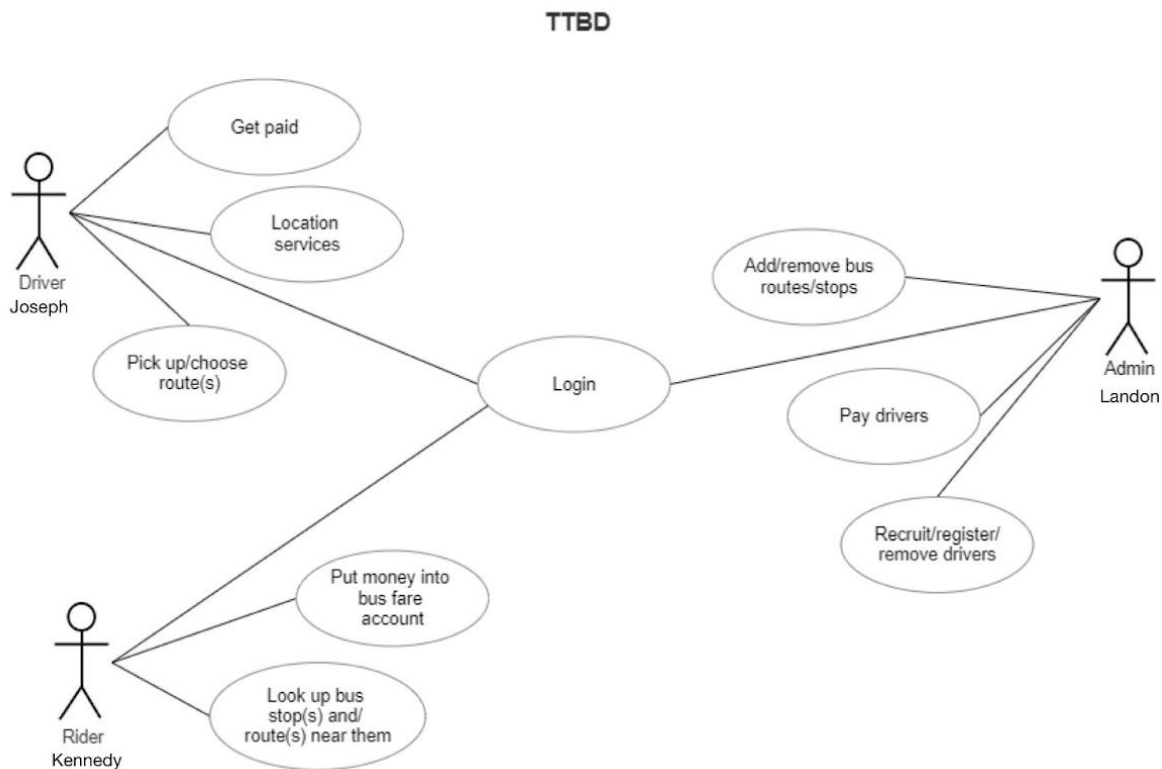 TTBD
Get paid
Location
services
Driver
Joseph
Pick up/choose
route(s)
Login
Add/remove bus
routes/stops
Admin
Landon
Pay drivers
Recruit/register/
remove drivers
Put money into
bus fare
account
Look up bus
stop(s) and/
route(s) near them
Rider
Kennedy